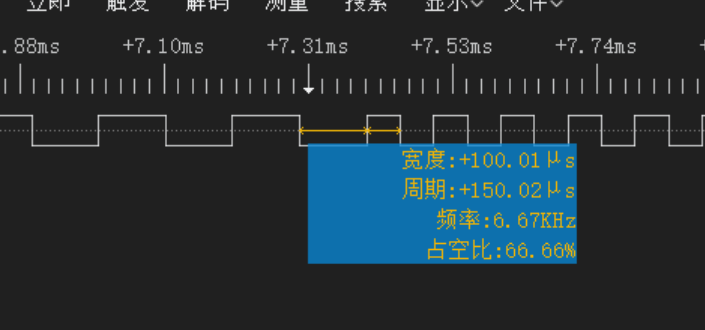 立即 触发 解码 测量 搜索 显示 文件
.88ms +7.10ms +7.31ms +7.53ms +7.74ms +
宽度:+100.01μs
周期:+150.02μs
频率:6.67KHz
占空比:66.66%